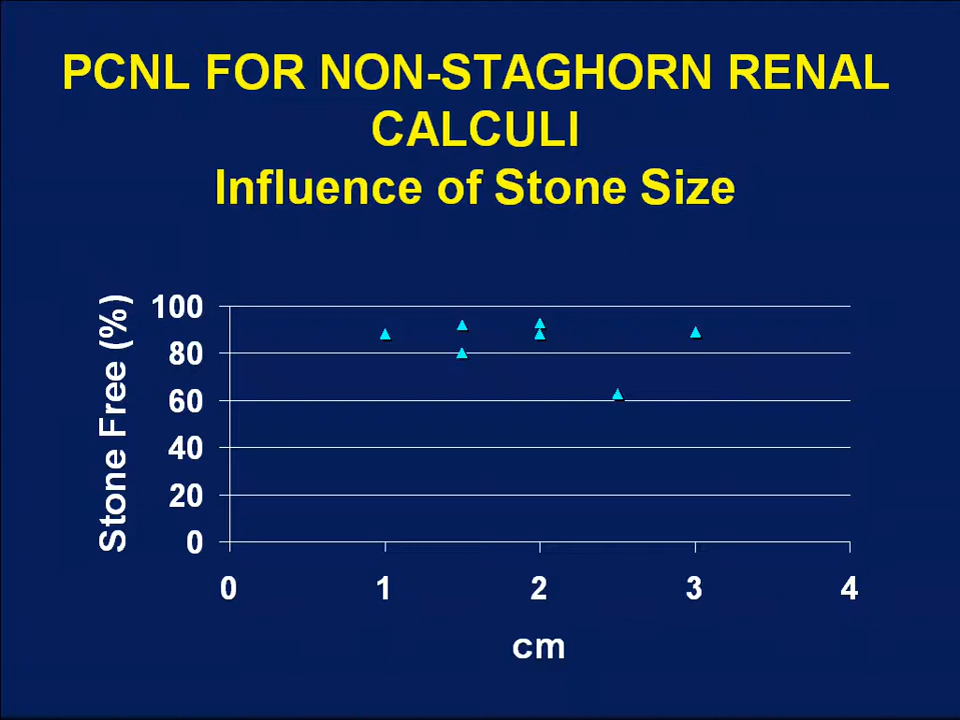 PCNL FOR NON-STAGHORN RENAL
CALCULI
Influence of Stone Size
Stone Free (%)
100
80
60
40
20
0
0 1 2 3 4
cm